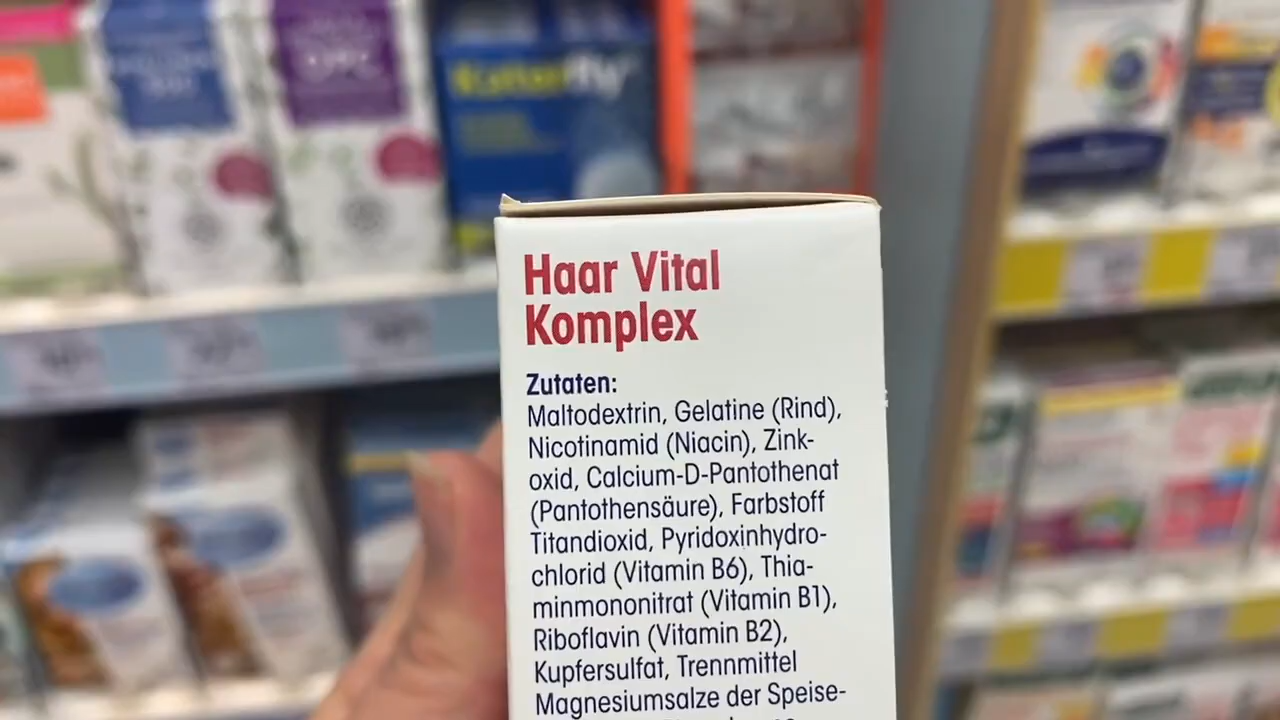 Haar Vital
Komplex
Zutaten:
Maltodextrin, Gelatine (Rind),
Nicotinamid (Niacin), Zink-
oxid, Calcium-D-Pantothenat
(Pantothensäure), Farbstoff
Titandioxid, Pyridoxinhydro-
chlorid (Vitamin B6), Thia-
minmononitrat (Vitamin B1),
Riboflavin (Vitamin B2),
Kupfersulfat, Trennmittel
Magnesiumsalze der Speise-